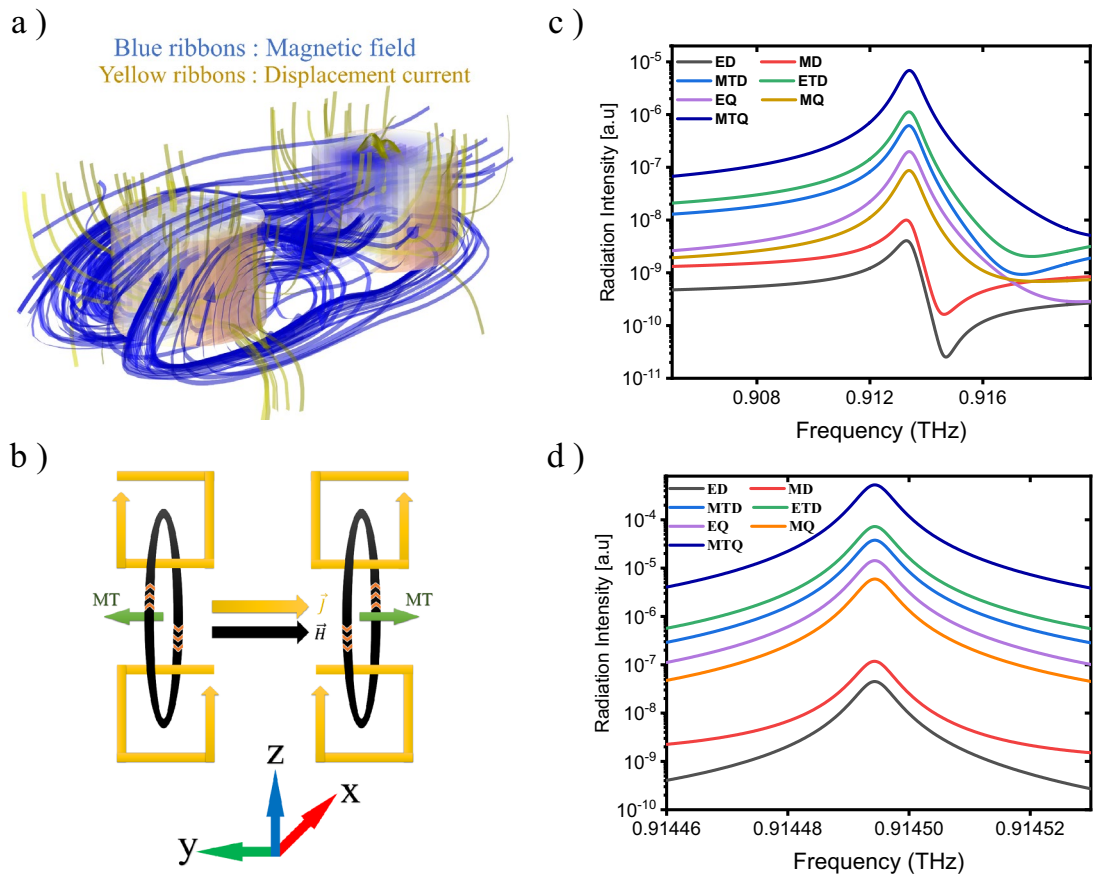 a )
Blue ribbons : Magnetic field
Yellow ribbons : Displacement current
b )
MT
MT
j
H
z
x
y
c )
ED
MD
MTD
ETD
EQ
MQ
MTQ
Radiation Intensity [a.u]
10-5
10-6
10-7
10-8
10-9
10-10
10-11
0.908
0.912
0.916
Frequency (THz)
d )
ED
MD
MTD
ETD
EQ
MQ
MTQ
Radiation Intensity [a.u]
10-4
10-5
10-6
10-7
10-8
10-9
10-10
0.91446
0.91448
0.91450
0.91452
Frequency (THz)